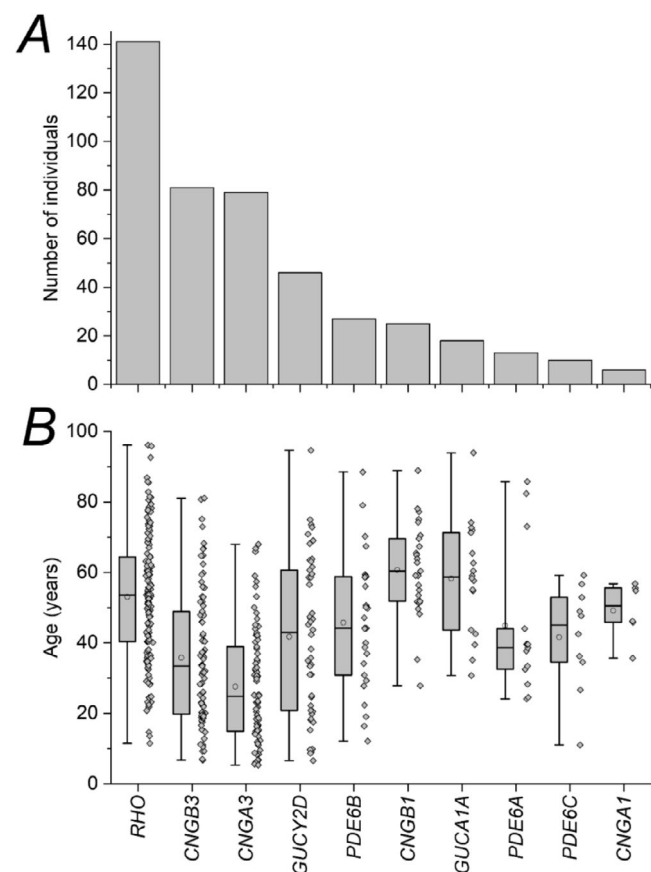 A
Number of individuals
140
120
100
80
60
40
20
0
B
Age (years)
100
80
60
40
20
0
RHO
CNGB3
CNGA3
GUCY2D
PDE6B
CNGB1
GUCA1A
PDE6A
PDE6C
CNGA1